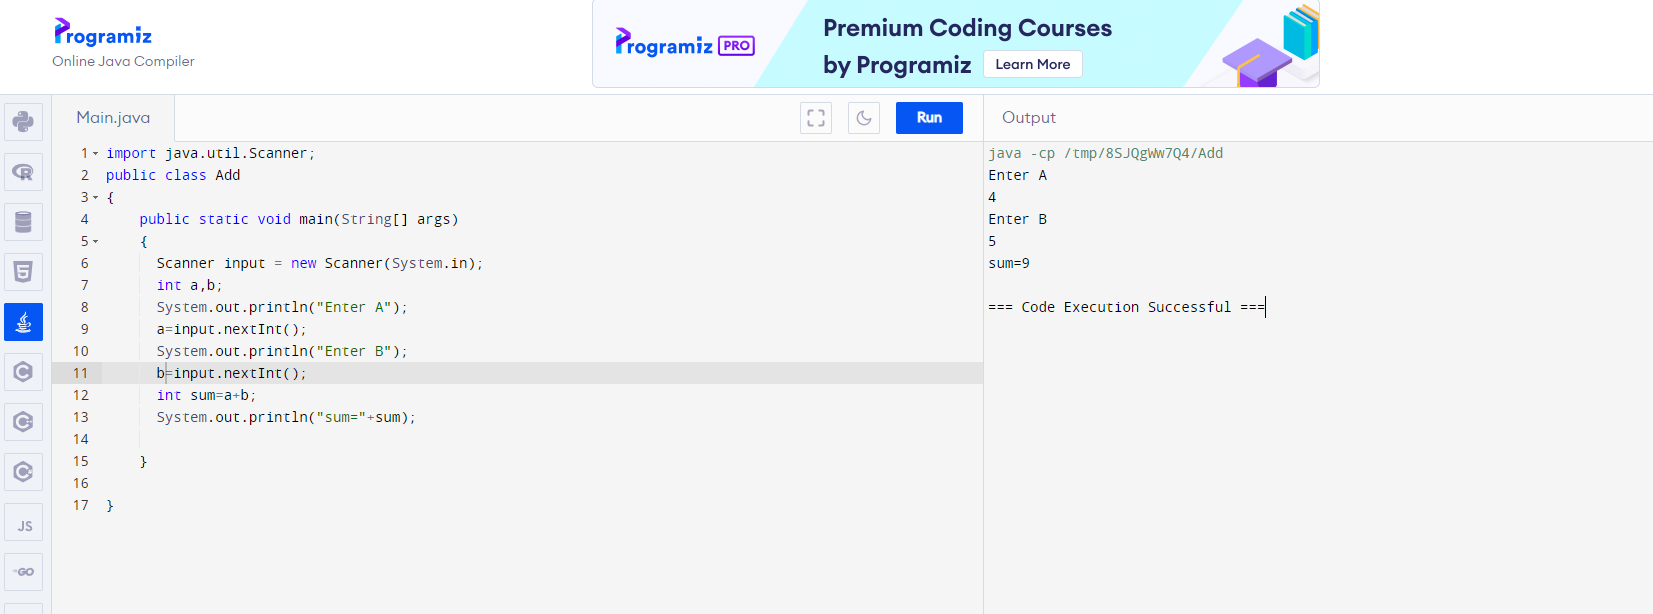 Programiz
Online Java Compiler
Programiz PRO
Premium Coding Courses
by Programiz
Learn More
Main.java
Run
Output
1 import java.util.Scanner;
2 public class Add
3 {
4     public static void main(String[] args)
5     {
6       Scanner input = new Scanner(System.in);
7       int a,b;
8       System.out.println("Enter A");
9       a=input.nextInt();
10       System.out.println("Enter B");
11       b=input.nextInt();
12       int sum=a+b;
13       System.out.println("sum="+sum);
14
15     }
16
17 }
java -cp /tmp/8SJQgWw7Q4/Add
Enter A
4
Enter B
5
sum=9
=== Code Execution Successful ===
R
5
C
C
C
JS
GO